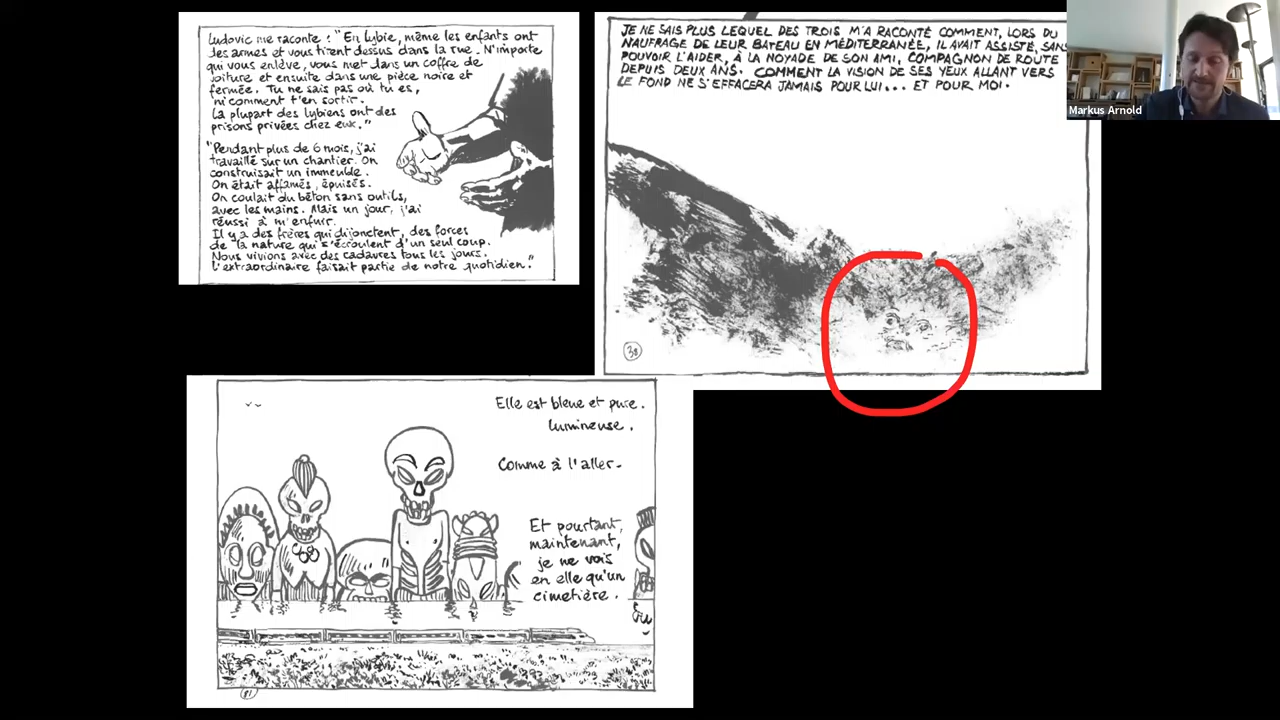 Ludovic me raconte : "En Lybie, même les enfants ont
des armes et vous tirent dessus dans la rue. N'importe
qui vous enlève, vous met dans un coffre de
voiture et ensuite dans une pièce noire et
fermée. Tu ne sais pas où tu es,
ni comment t'en sortir.
La plupart des lybiens ont des
prisons privées chez eux."
"Pendant plus de 6 mois, j'ai
travaillé sur un chantier. On
construisait un immeuble.
On était affamés, épuisés.
On coulait du béton sans outils,
avec les mains. Mais un jour, j'ai
réussi à m'enfuir.
Il y a des frères qui disjonctent, des forces
de la nature qui s'écroulent d'un seul coup.
Nous vivions avec des cadavres tous les jours.
L'extraordinaire faisait partie de notre quotidien."
JE NE SAIS PLUS LEQUEL DES TROIS M'A RACONTÉ COMMENT, LORS DU
NAUFRAGE DE LEUR BATEAU EN MÉDITERRANÉE, IL AVAIT ASSISTÉ, SANS
POUVOIR L'AIDER, À LA NOYADE DE SON AMI, COMPAGNON DE ROUTE
DEPUIS DEUX ANS. COMMENT LA VISION DE SES YEUX ALLANT VERS
LE FOND NE S'EFFACERA JAMAIS POUR LUI... ET POUR MOI.
38
Markus Arnold
Elle est bleue et pure.
Lumineuse.
Comme à l'aller.
Et pourtant,
maintenant,
je ne vois
en elle qu'un
cimetière.
81